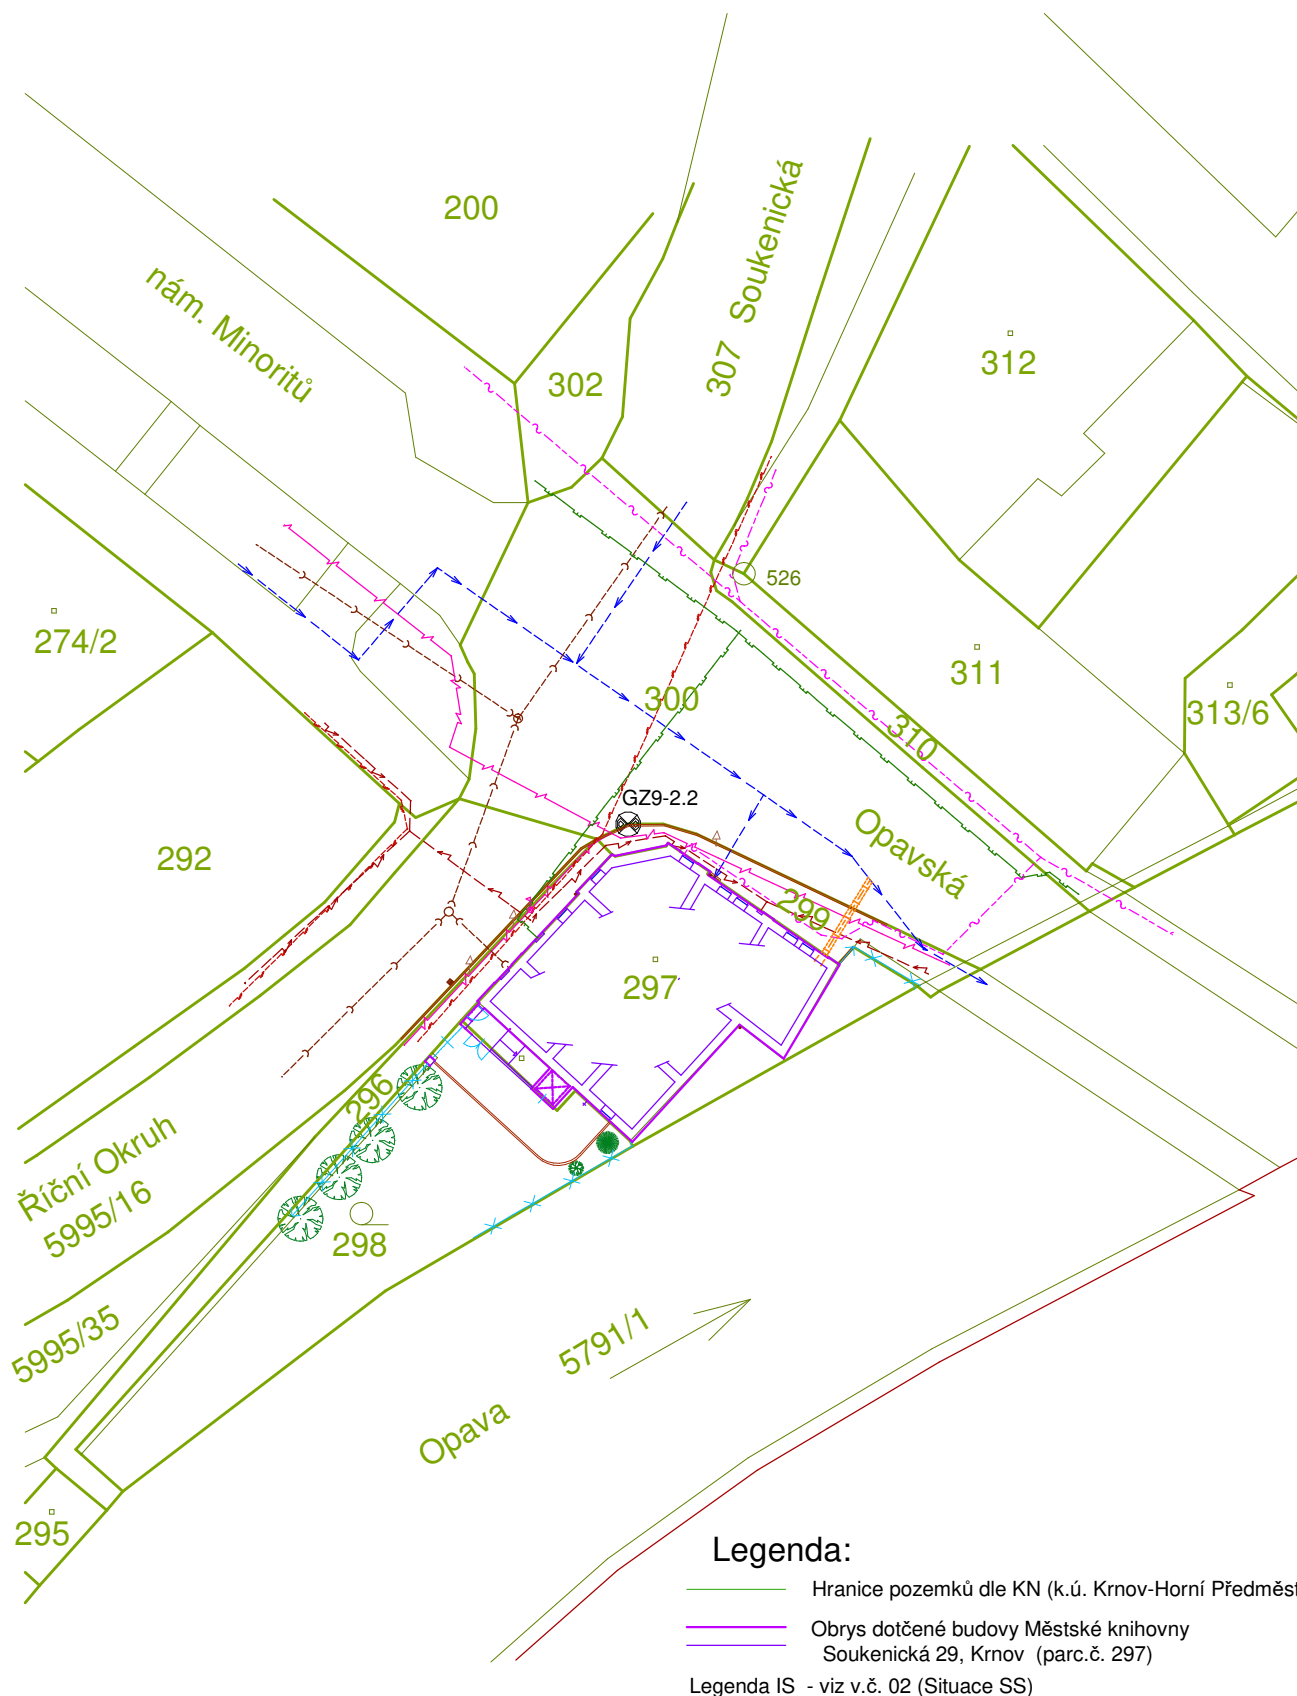 200
nám. Minoritů
307 Soukenická
302
312
526
274/2
311
313/6
300
310
GZ9-2.2
292
Opavská
299
297
296
Říční Okruh
5995/16
298
5995/35
5791/1
Opava
295
Legenda:
Hranice pozemků dle KN (k.ú. Krnov-Horní Předměst
Obrys dotčené budovy Městské knihovny
Soukenická 29, Krnov (parc.č. 297)
Legenda IS - viz v.č. 02 (Situace SS)